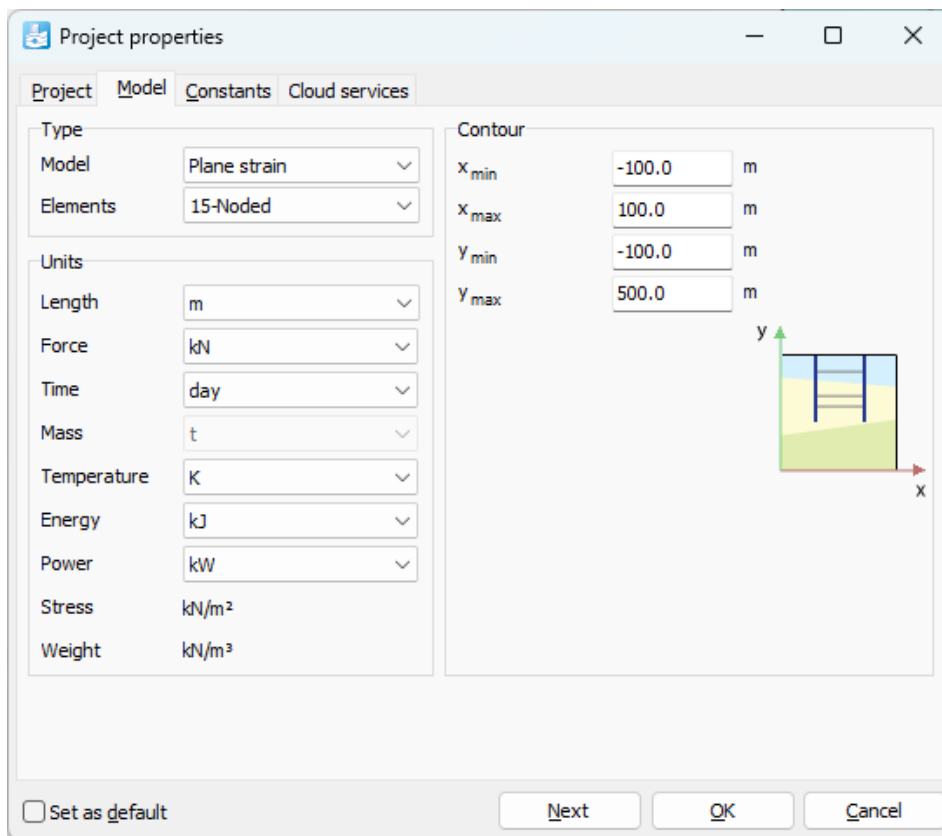 Project properties
Project Model Constants Cloud services
Type
Model Plane strain
Elements 15-Noded
Units
Length m
Force kN
Time day
Mass t
Temperature K
Energy kJ
Power kW
Stress kN/m²
Weight kN/m³
Contour
x min -100.0 m
x max 100.0 m
y min -100.0 m
y max 500.0 m
y
x
Set as default
Next OK Cancel